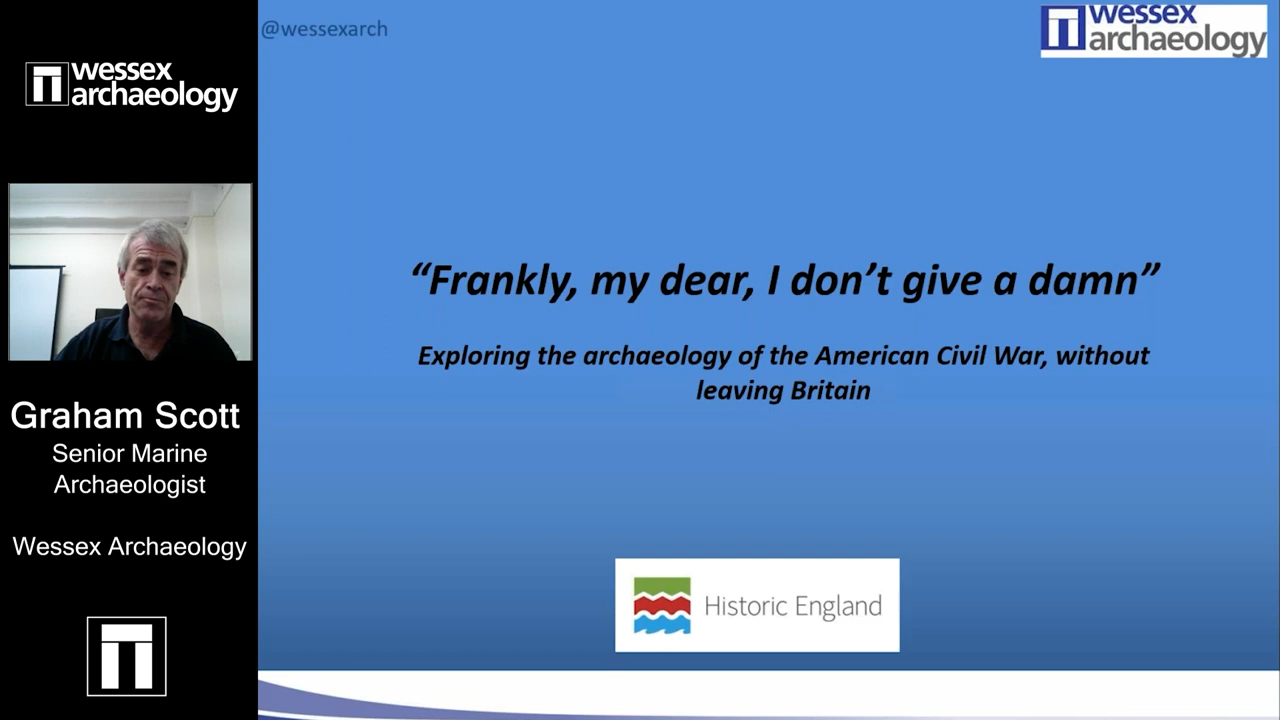 wessex
archaeology
Graham Scott
Senior Marine
Archaeologist
Wessex Archaeology
@wessexarch
wessex
archaeology
“Frankly, my dear, I don’t give a damn”
Exploring the archaeology of the American Civil War, without
leaving Britain
Historic England